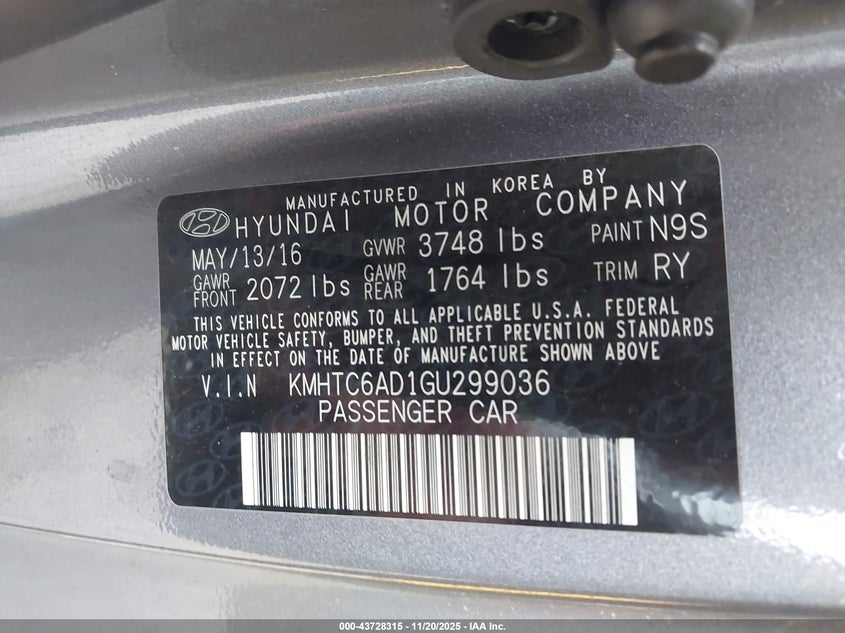 MANUFACTURED IN KOREA BY
HYUNDAI MOTOR COMPANY
MAY/13/16 GVWR 3748 lbs PAINT N9S
GAWR FRONT 2072 lbs GAWR REAR 1764 lbs TRIM RY
THIS VEHICLE CONFORMS TO ALL APPLICABLE U.S.A. FEDERAL
MOTOR VEHICLE SAFETY, BUMPER, AND THEFT PREVENTION STANDARDS
IN EFFECT ON THE DATE OF MANUFACTURE SHOWN ABOVE
V.I.N KMHTC6AD1GU299036
PASSENGER CAR
000-43728315 - 11/20/2025 - IAA Inc.